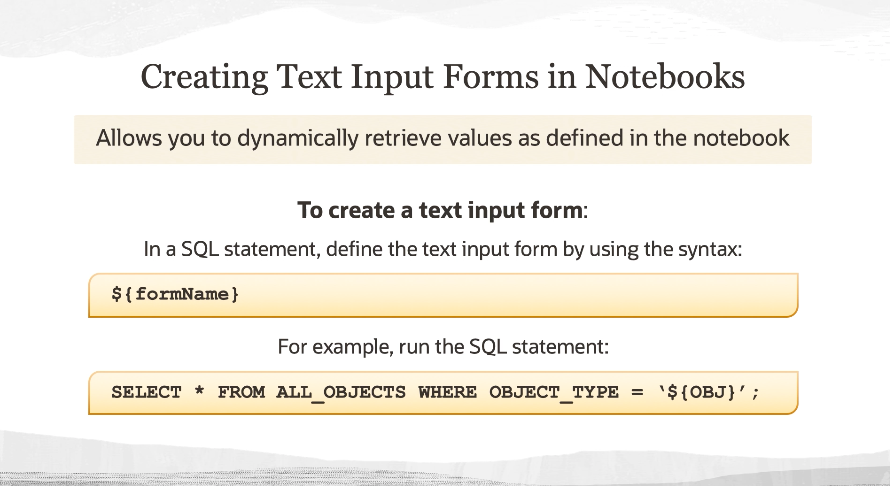 Creating Text Input Forms in Notebooks
Allows you to dynamically retrieve values as defined in the notebook
To create a text input form:
In a SQL statement, define the text input form by using the syntax:
${formName}
For example, run the SQL statement:
SELECT * FROM ALL_OBJECTS WHERE OBJECT_TYPE = ‘${OBJ}’;